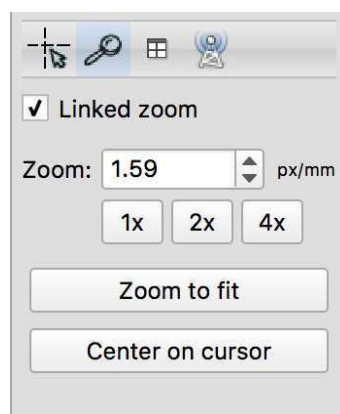 Linked zoom
Zoom: 1.59 px/mm
1x 2x 4x
Zoom to fit
Center on cursor